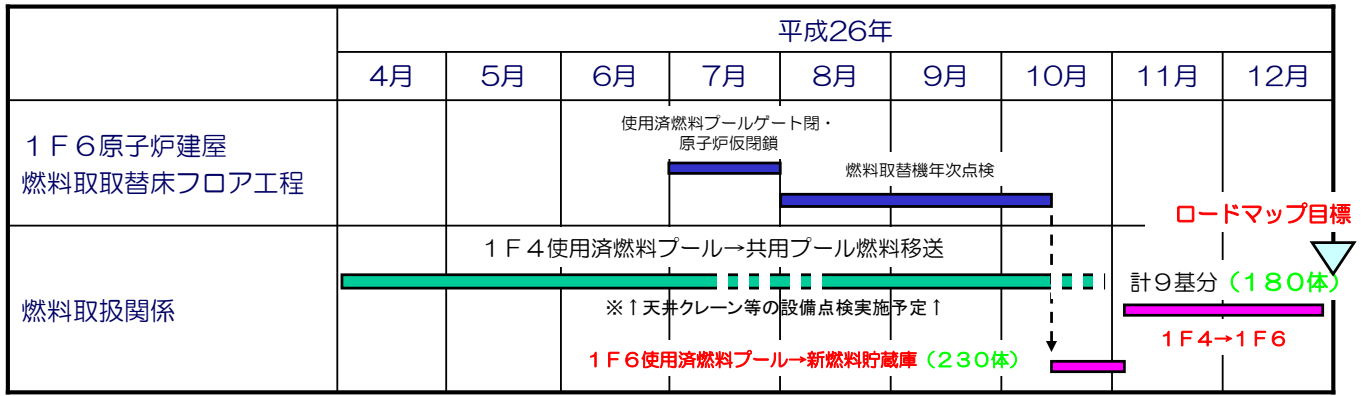 平成26年
4月 5月 6月 7月 8月 9月 10月 11月 12月
使用済燃料プールゲート閉・
原子炉仮閉鎖
1F6原子炉建屋
燃料取取替床フロア工程
燃料取替機年次点検
ロードマップ目標
1F4使用済燃料プール→共用プール燃料移送
計9基分(180体)
燃料取扱関係
※↑天井クレーン等の設備点検実施予定↑
1F4→1F6
1F6使用済燃料プール→新燃料貯蔵庫(230体)